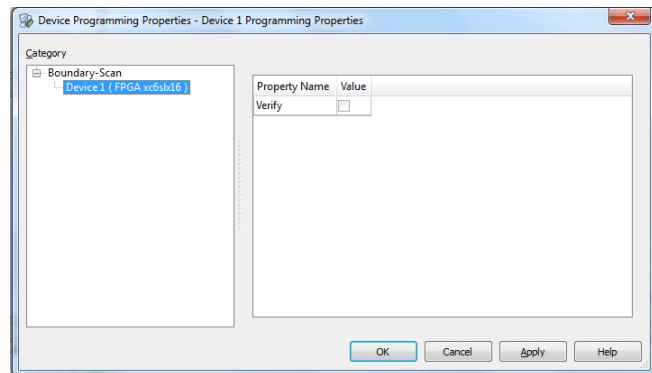 Device Programming Properties - Device 1 Programming Properties
Category
Boundary-Scan
Device 1 ( FPGA xc6slx16 )
Property Name Value
Verify
OK Cancel Apply Help